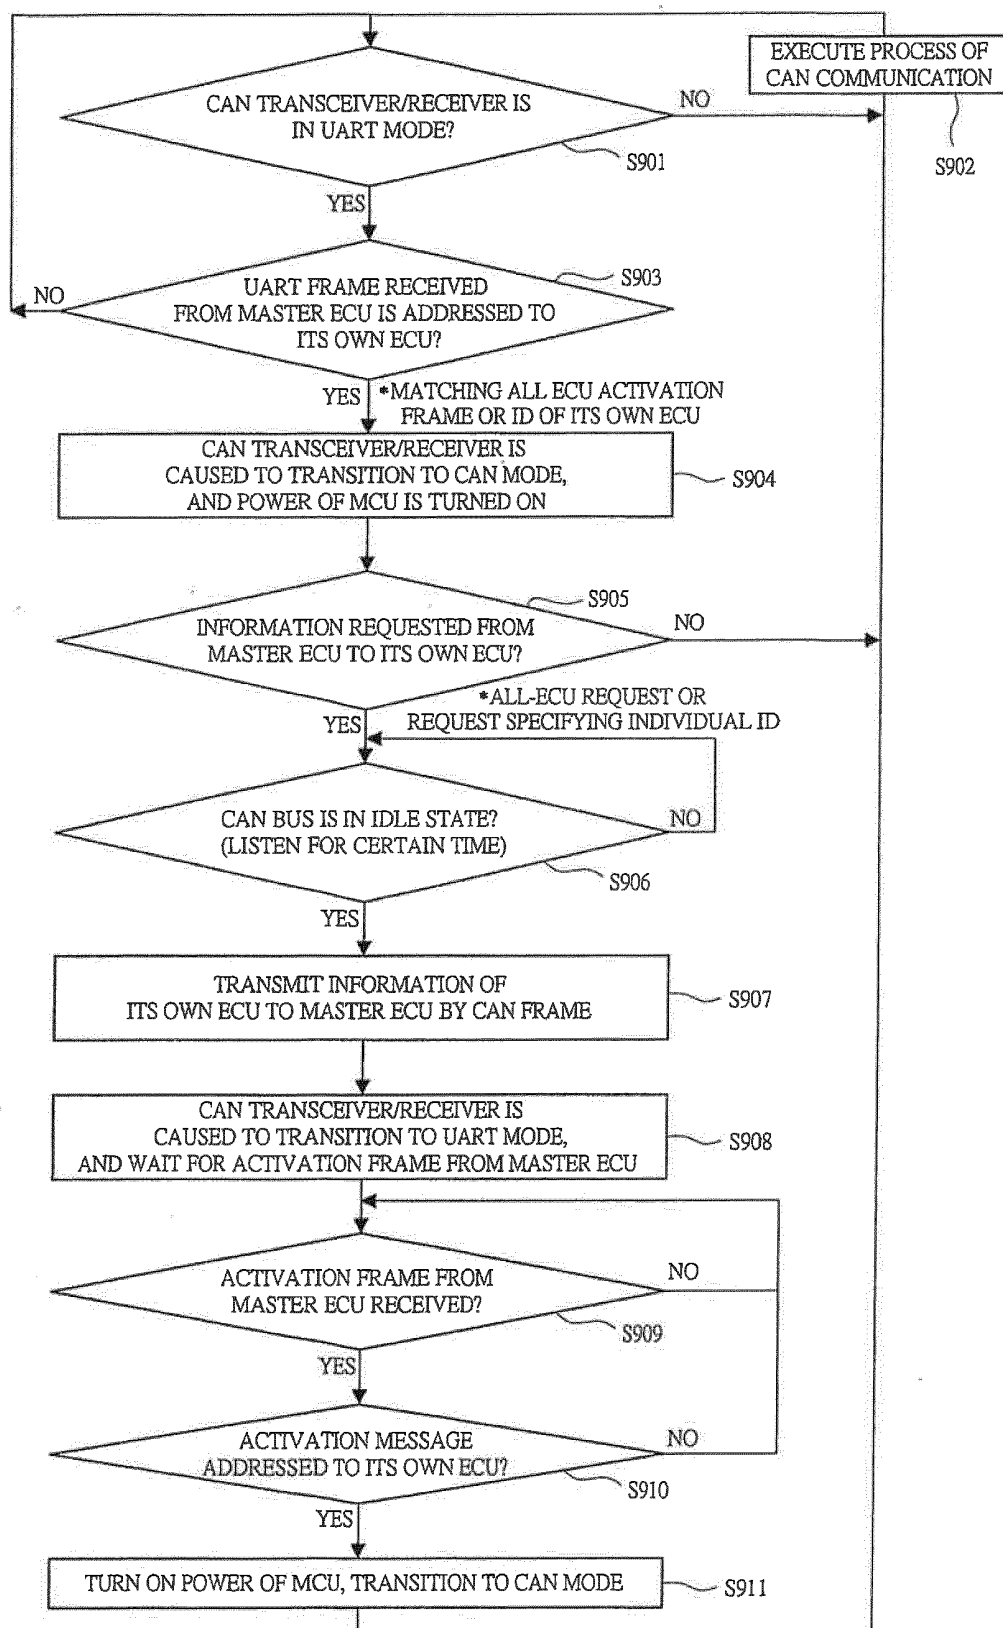 EXECUTE PROCESS OF
CAN COMMUNICATION
S902
CAN TRANSCEIVER/RECEIVER IS
IN UART MODE?
NO
S901
YES
UART FRAME RECEIVED
FROM MASTER ECU IS ADDRESSED TO
ITS OWN ECU?
S903
NO
YES
*MATCHING ALL ECU ACTIVATION
FRAME OR ID OF ITS OWN ECU
CAN TRANSCEIVER/RECEIVER IS
CAUSED TO TRANSITION TO CAN MODE,
AND POWER OF MCU IS TURNED ON
S904
INFORMATION REQUESTED FROM
MASTER ECU TO ITS OWN ECU?
S905
NO
YES
*ALL-ECU REQUEST OR
REQUEST SPECIFYING INDIVIDUAL ID
CAN BUS IS IN IDLE STATE?
(LISTEN FOR CERTAIN TIME)
NO
S906
YES
TRANSMIT INFORMATION OF
ITS OWN ECU TO MASTER ECU BY CAN FRAME
S907
CAN TRANSCEIVER/RECEIVER IS
CAUSED TO TRANSITION TO UART MODE,
AND WAIT FOR ACTIVATION FRAME FROM MASTER ECU
S908
ACTIVATION FRAME FROM
MASTER ECU RECEIVED?
NO
S909
YES
ACTIVATION MESSAGE
ADDRESSED TO ITS OWN ECU?
NO
S910
YES
TURN ON POWER OF MCU, TRANSITION TO CAN MODE
S911